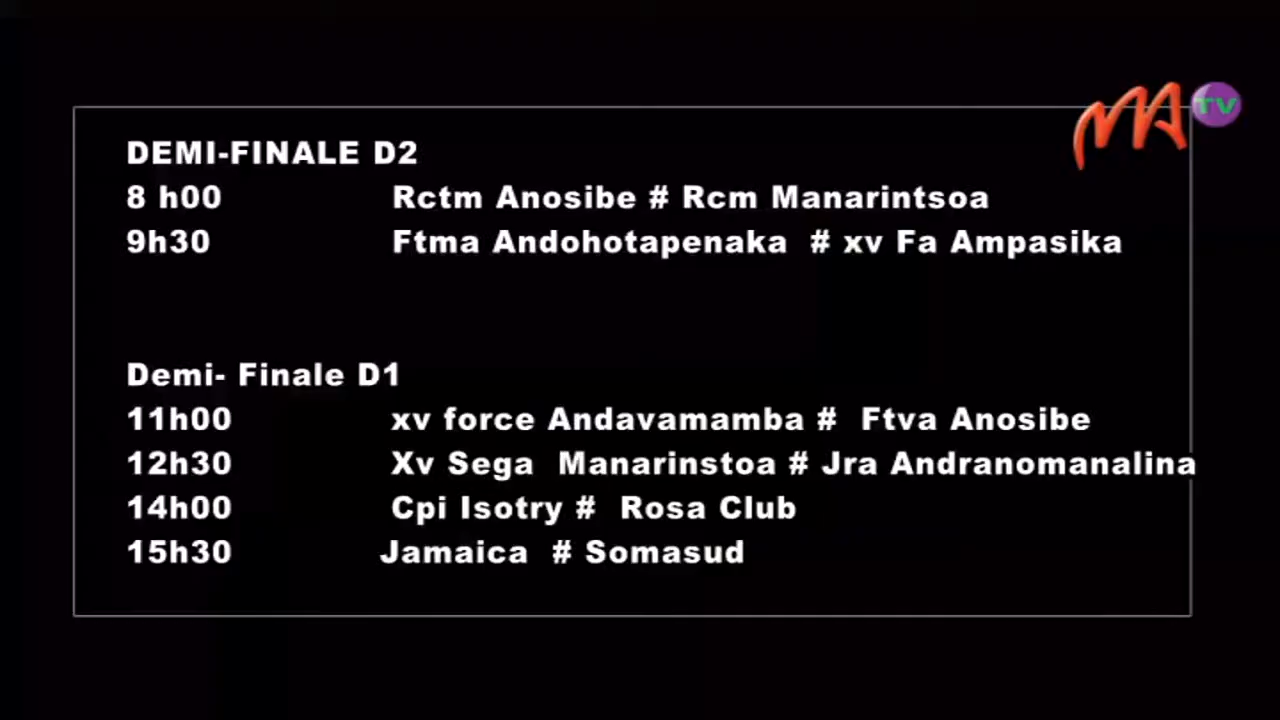 MA TV
DEMI-FINALE D2
8 h00 Rctm Anosibe # Rcm Manarintsoa
9h30 Ftma Andohotapenaka # xv Fa Ampasika
Demi- Finale D1
11h00 xv force Andavamamba # Ftva Anosibe
12h30 Xv Sega Manarinstoa # Jra Andranomanalina
14h00 Cpi Isotry # Rosa Club
15h30 Jamaica # Somasud